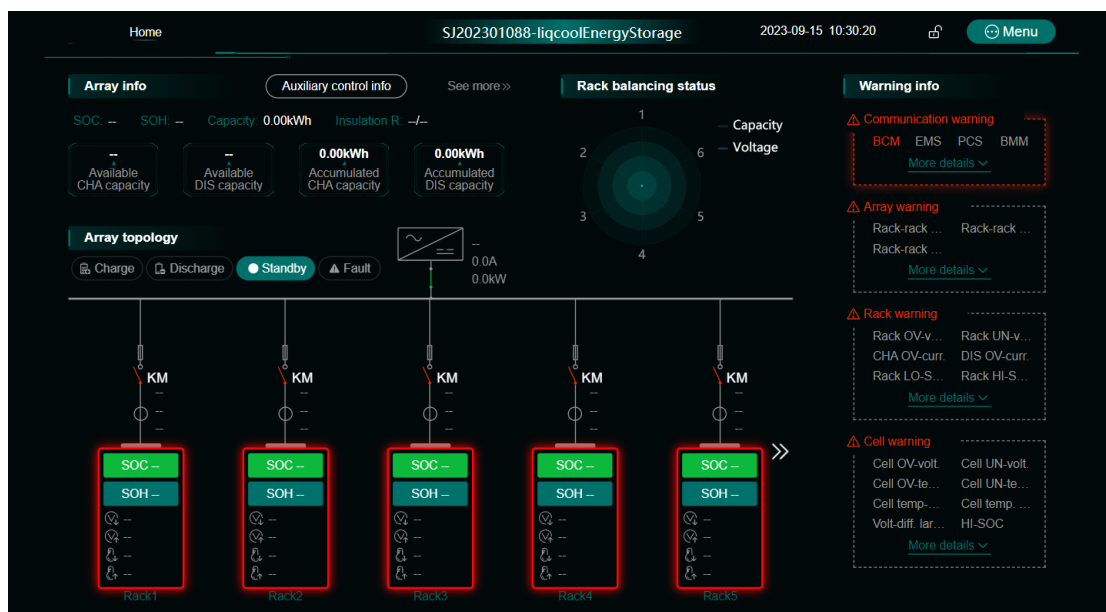 Home
SJ202301088-liqcoolEnergyStorage
2023-09-15 10:30:20
Menu
Array info
Auxiliary control info
See more »
SOC: -- SOH: -- Capacity: 0.00kWh Insulation R: --/--
--
Available
CHA capacity
--
Available
DIS capacity
0.00kWh
Accumulated
CHA capacity
0.00kWh
Accumulated
DIS capacity
Rack balancing status
1
2
3
4
5
6
Capacity
Voltage
Array topology
Charge
Discharge
Standby
Fault
--
0.0A
0.0kW
KM
--
--
--
KM
--
--
--
KM
--
--
--
KM
--
--
--
KM
--
--
--
SOC --
SOH --
--
--
--
--
Rack1
SOC --
SOH --
--
--
--
--
Rack2
SOC --
SOH --
--
--
--
--
Rack3
SOC --
SOH --
--
--
--
--
Rack4
SOC --
SOH --
--
--
--
--
Rack5
Warning info
Communication warning
BCM EMS PCS BMM
More details
Array warning
Rack-rack ... Rack-rack ...
Rack-rack ...
More details
Rack warning
Rack OV-v... Rack UN-v...
CHA OV-curr. DIS OV-curr.
Rack LO-S... Rack HI-S...
More details
Cell warning
Cell OV-volt. Cell UN-volt.
Cell OV-te... Cell UN-te...
Cell temp-... Cell temp. ...
Volt-diff. lar... HI-SOC
More details